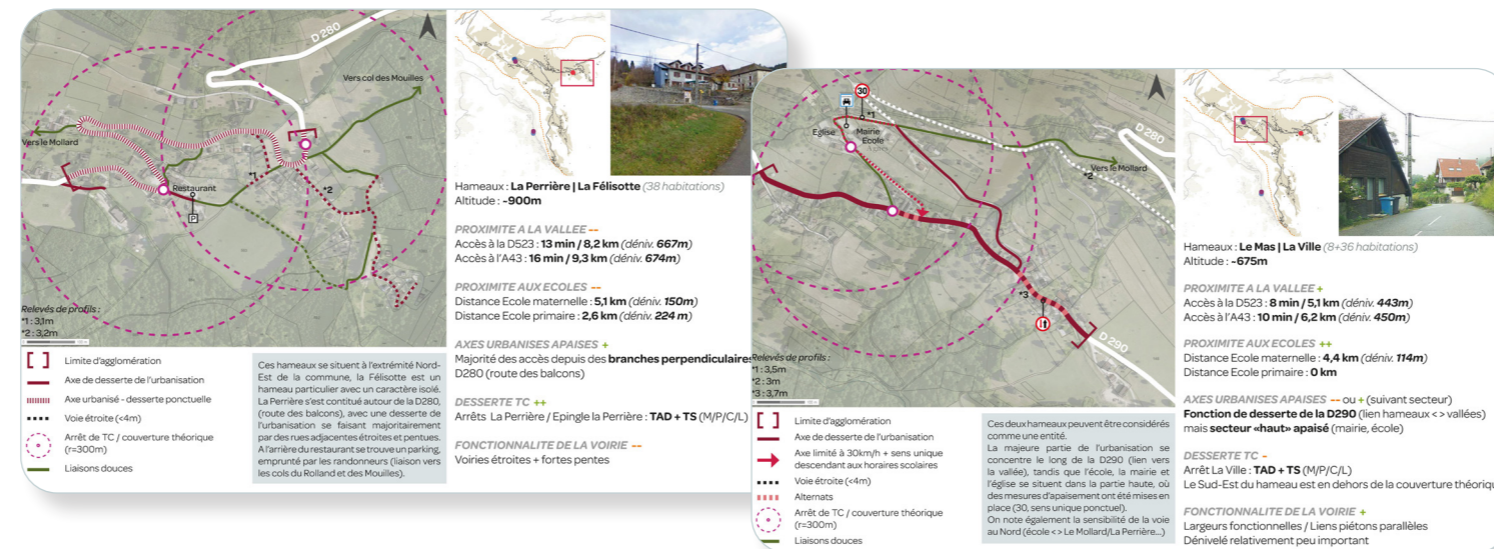 D 280
Vers col des Mouilles
Vers le Mollard
*1
*2
Restaurant
P
Relevés de profils :
*1 : 3,1m
*2 : 3,2m
Limite d'agglomération
Axe de desserte de l'urbanisation
Axe urbanisé - desserte ponctuelle
Voie étroite (<4m)
Arrêt de TC / couverture théorique
(r=300m)
Liaisons douces
Ces hameaux se situent à l'extrémité Nord-
Est de la commune, la Félisotte est un
hameau particulier avec un caractère isolé.
La Perrière s'est contitué autour de la D280,
(route des balcons), avec une desserte de
l'urbanisation se faisant majoritairement
par des rues adjacentes étroites et pentues.
A l'arrière du restaurant se trouve un parking,
emprunté par les randonneurs (liaison vers
les cols du Rolland et des Mouilles).
Hameaux : La Perrière | La Félisotte (38 habitations)
Altitude : ~900m
PROXIMITE A LA VALLEE --
Accès à la D523 : 13 min / 8,2 km (déniv. 667m)
Accès à l'A43 : 16 min / 9,3 km (déniv. 674m)
PROXIMITE AUX ECOLES --
Distance Ecole maternelle : 5,1 km (déniv. 150m)
Distance Ecole primaire : 2,6 km (déniv. 224 m)
AXES URBANISES APAISES +
Majorité des accès depuis des branches perpendiculaires
D280 (route des balcons)
DESSERTE TC ++
Arrêts La Perrière / Epingle la Perrière : TAD + TS (M/P/C/L)
FONCTIONNALITE DE LA VOIRIE --
Voiries étroites + fortes pentes
30
*1
Eglise
Mairie
Ecole
D 280
Vers le Mollard
*2
*3
D 290
Relevés de profils :
*1 : 3,5m
*2 : 3m
*3 : 3,7m
Limite d'agglomération
Axe de desserte de l'urbanisation
Axe limité à 30km/h + sens unique
descendant aux horaires scolaires
Voie étroite (<4m)
Alternats
Arrêt de TC / couverture théorique
(r=300m)
Liaisons douces
Ces deux hameaux peuvent être considérés
comme une entité.
La majeure partie de l'urbanisation se
concentre le long de la D290 (lien vers
la vallée), tandis que l'école, la mairie et
l'église se situent dans la partie haute, où
des mesures d'apaisement ont été mises en
place (30, sens unique ponctuel).
On note également la sensibilité de la voie
au Nord (école <> Le Mollard/La Perrière...)
Hameaux : Le Mas | La Ville (8+36 habitations)
Altitude : ~675m
PROXIMITE A LA VALLEE +
Accès à la D523 : 8 min / 5,1 km (déniv. 443m)
Accès à l'A43 : 10 min / 6,2 km (déniv. 450m)
PROXIMITE AUX ECOLES ++
Distance Ecole maternelle : 4,4 km (déniv. 114m)
Distance Ecole primaire : 0 km
AXES URBANISES APAISES -- ou + (suivant secteur)
Fonction de desserte de la D290 (lien hameaux <> vallées)
mais secteur «haut» apaisé (mairie, école)
DESSERTE TC -
Arrêt La Ville : TAD + TS (M/P/C/L)
Le Sud-Est du hameau est en dehors de la couverture théoriqu
FONCTIONNALITE DE LA VOIRIE +
Largeurs fonctionnelles / Liens piétons parallèles
Dénivelé relativement peu important